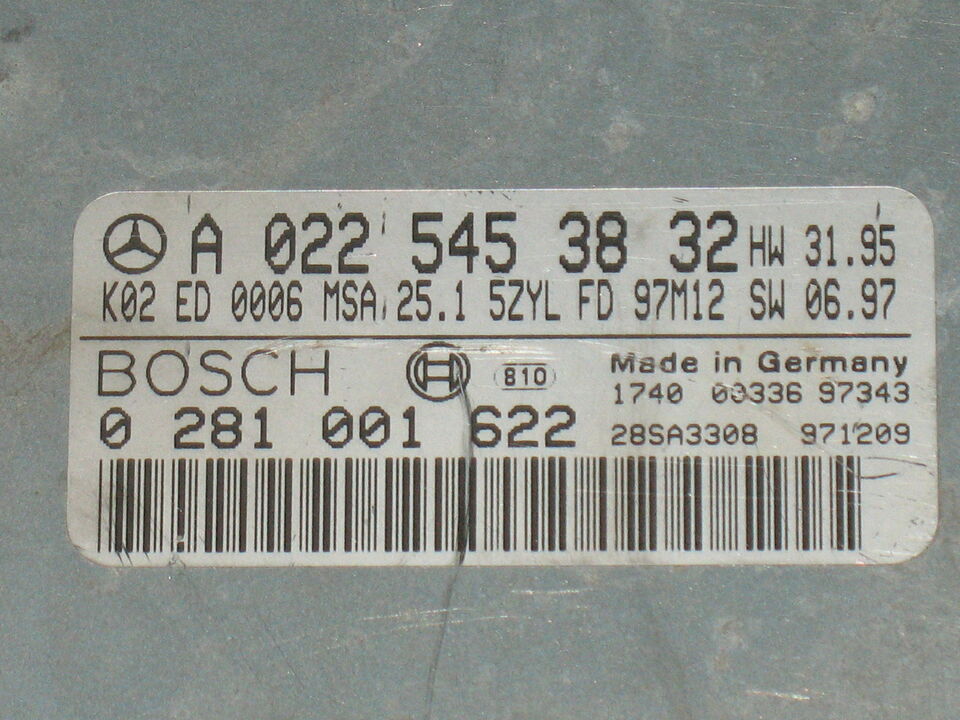 A 022 545 38 32 HW 31.95
K02 ED 0006 MSA 25.1 5ZYL FD 97M12 SW 06.97
BOSCH H 810 Made in Germany
1740 00336 97343
0 281 001 622 28SA3308 971209